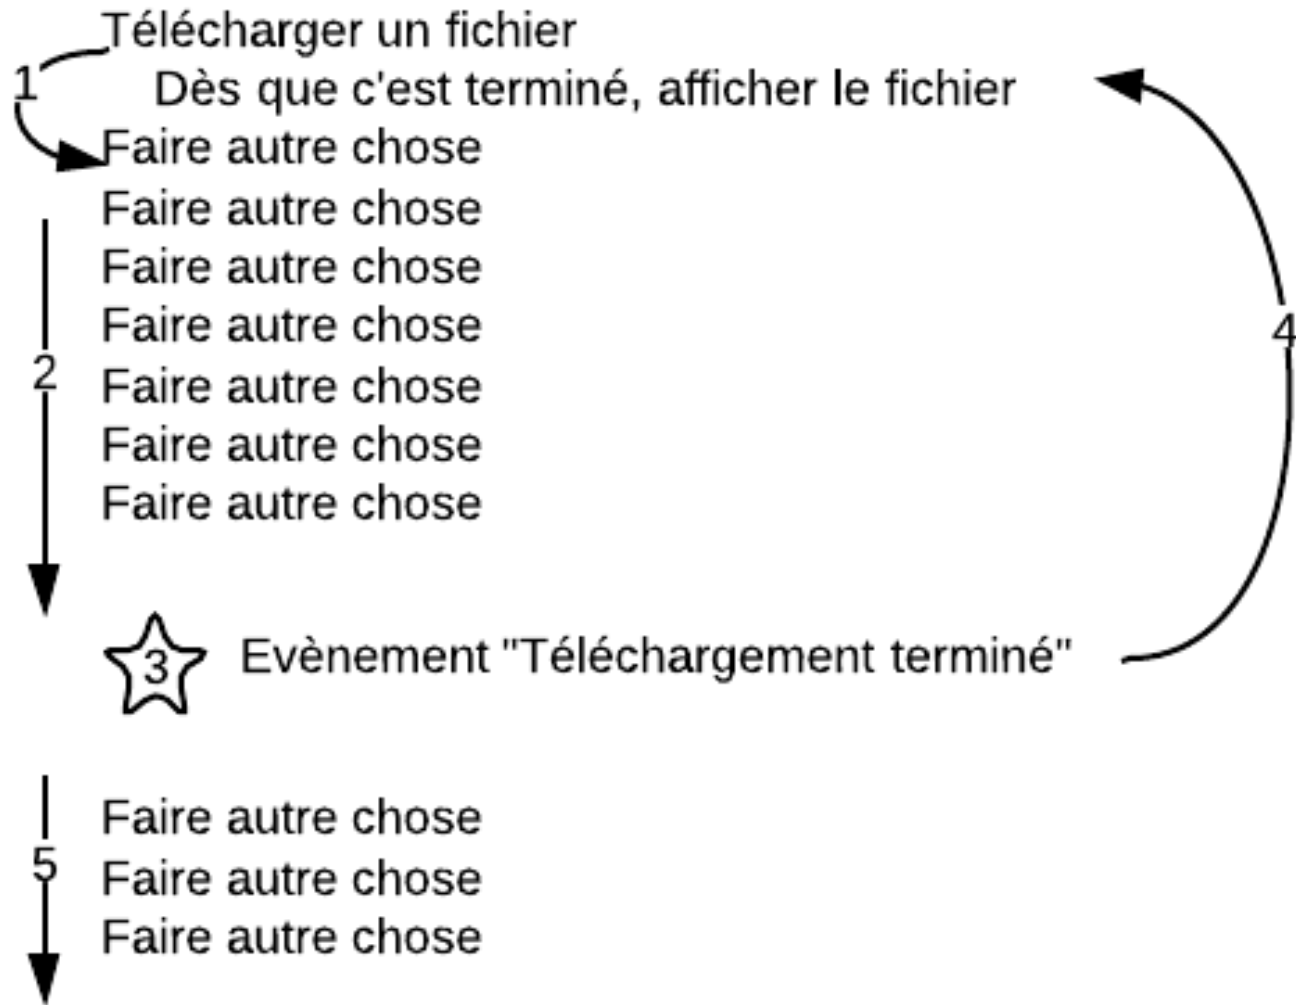 Télécharger un fichier
1
Dès que c'est terminé, afficher le fichier
Faire autre chose
Faire autre chose
Faire autre chose
Faire autre chose
4
2
Faire autre chose
Faire autre chose
Faire autre chose
3 Evènement "Téléchargement terminé"
Faire autre chose
5
Faire autre chose
Faire autre chose